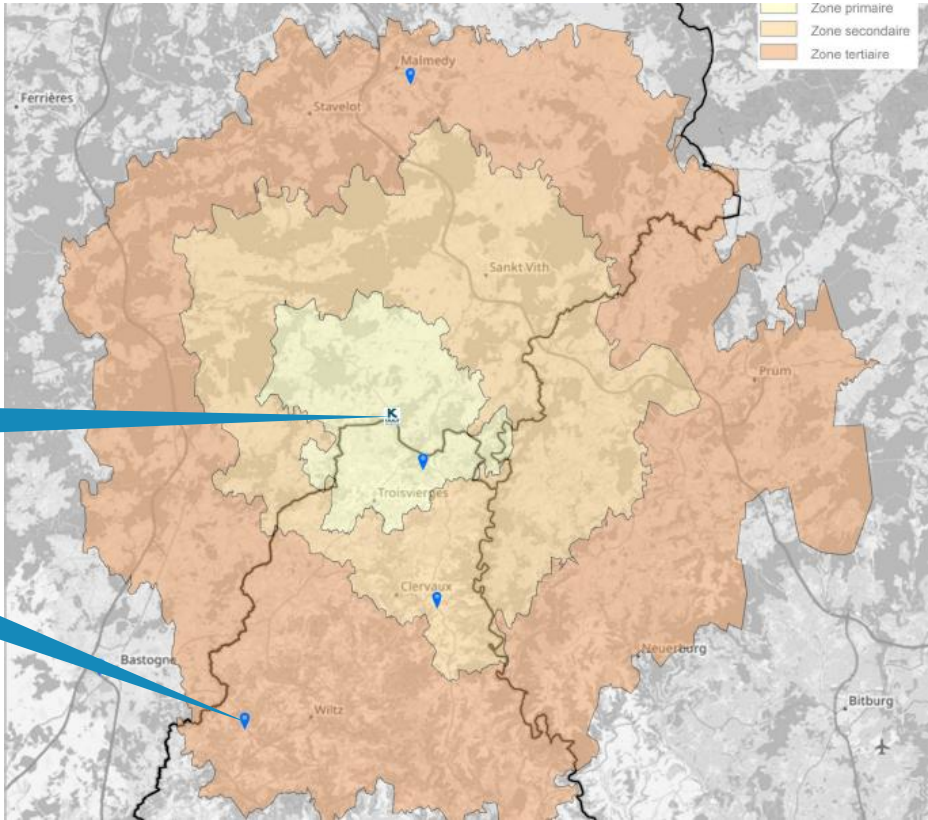 Zone primaire
Zone secondaire
Zone tertiaire
Malmedy
Ferrières
Stavelot
Sankt Vith
Prüm
K
Troisvierges
Clervaux
Bastogne
Neuerburg
Wiltz
Bitburg